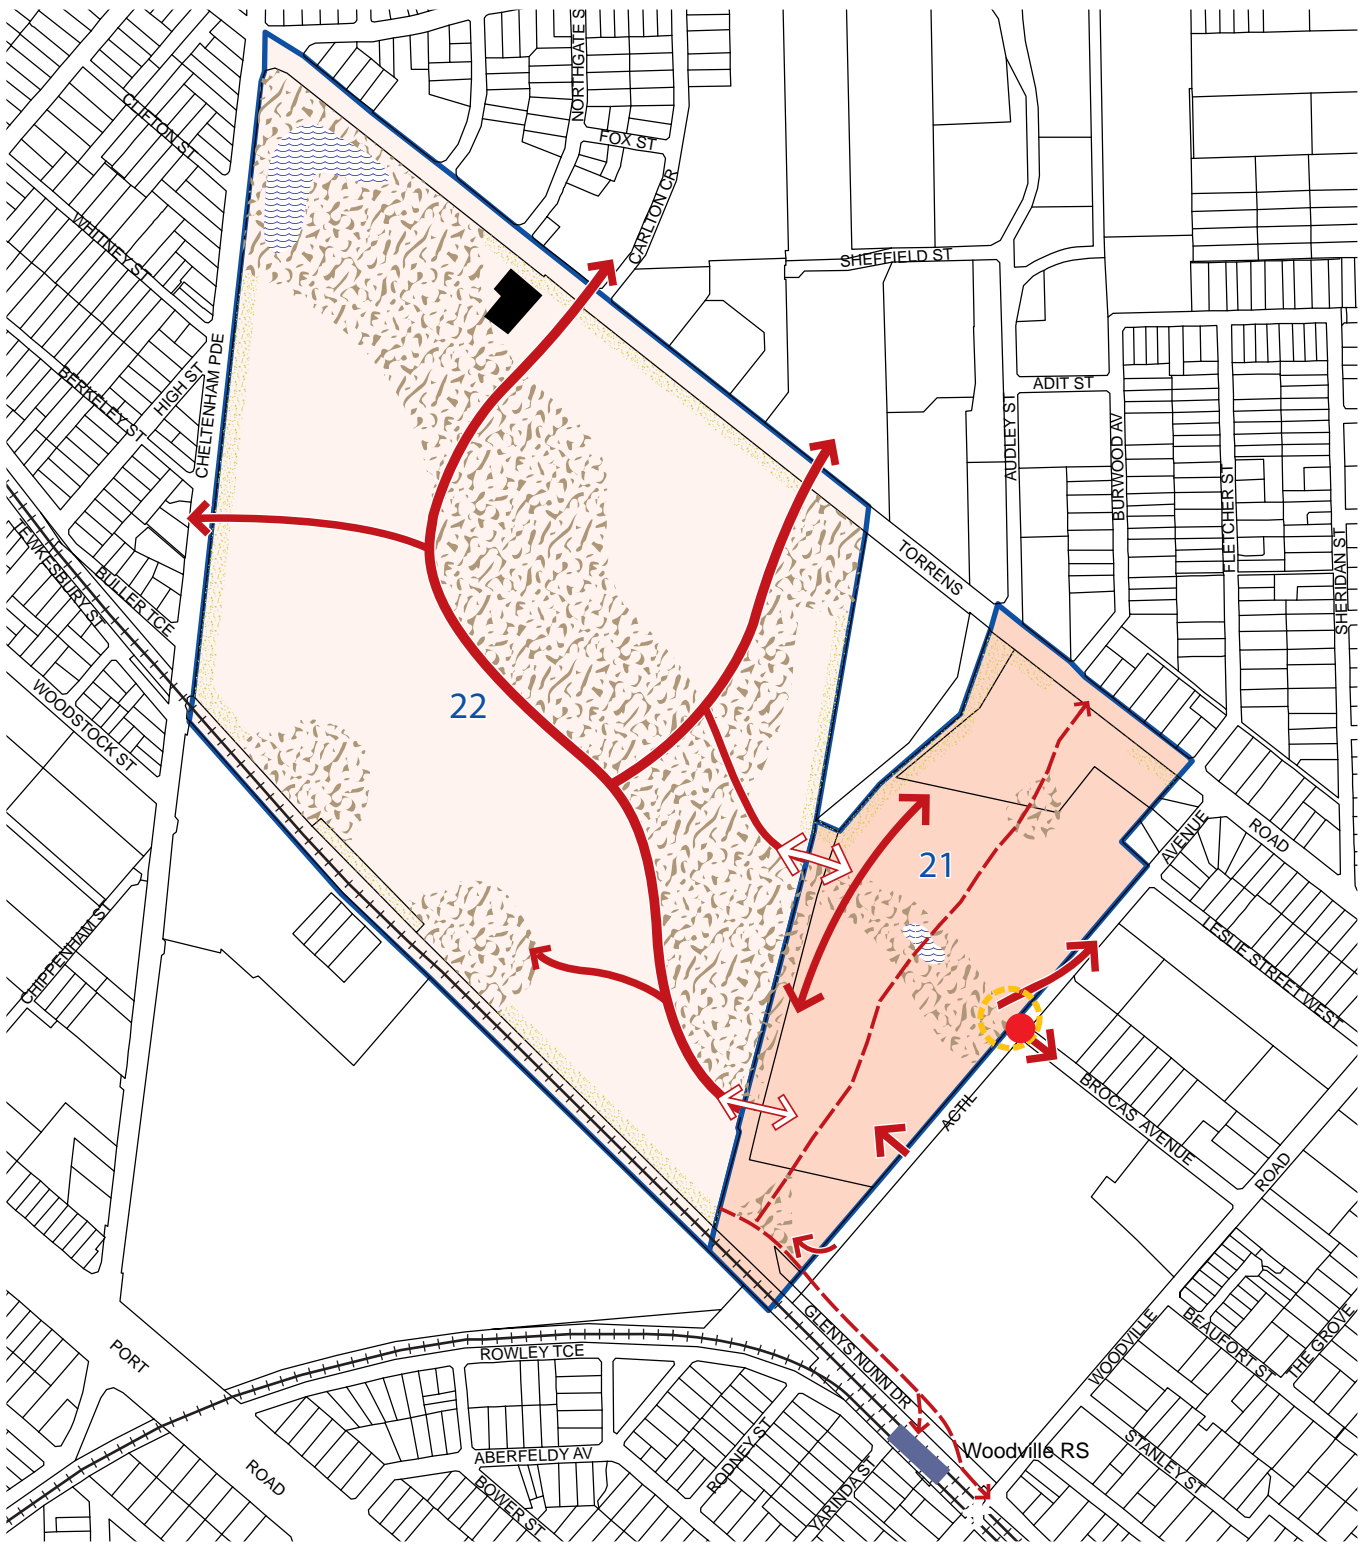 NORTHGATE S
CLIFTON ST
FOX ST
CARLTON CR
WHITNEY ST
SHEFFIELD ST
HIGH ST
CHELTENHAM PDE
BERKELEY ST
ADIT ST
AUDLEY ST
BURWOOD AV
FLETCHER ST
SHERIDAN ST
TEWKESBURY ST
BULLER TCE
TORRENS
WOODSTOCK ST
22
21
ROAD
AVENUE
LESLIE STREET WEST
CHIPPENHAM ST
BROCAS AVENUE
ACTIL
ROAD
GLENYS NUNN DR
WOODVILLE
BEAUFORT ST
THE GROVE
PORT
ROWLEY TCE
Woodville RS
STANLEY ST
ABERFELDY AV
RODNEY ST
ROAD
BOWER ST
YARINDA ST